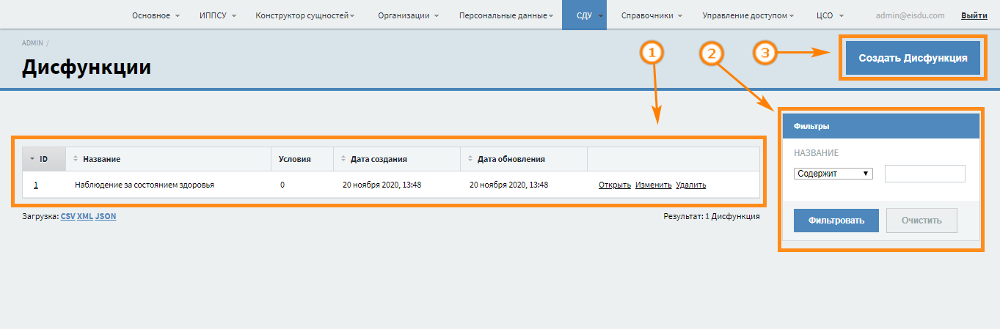 Основное ИППСУ Конструктор сущностей Организации Персональные данные СДУ Справочники Управление доступом ЦСО admin@eisdu.com Выйти
ADMIN /
Дисфункции
1
2
3
Создать Дисфункция
ID Название Условия Дата создания Дата обновления
1 Наблюдение за состоянием здоровья 0 20 ноября 2020, 13:48 20 ноября 2020, 13:48 Открыть Изменить Удалить
Загрузка: CSV XML JSON
Результат: 1 Дисфункция
Фильтры
НАЗВАНИЕ
Содержит
Фильтровать Очистить